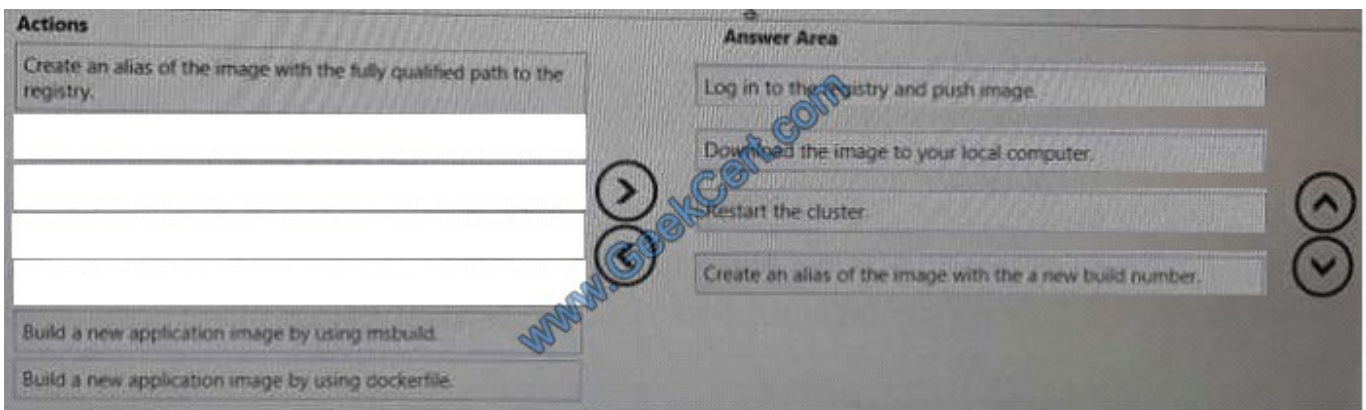 Actions
Create an alias of the image with the fully qualified path to the
registry.
Build a new application image by using msbuild.
Build a new application image by using dockerfile.
Answer Area
Log in to the registry and push image.
Download the image to your local computer.
Restart the cluster
Create an alias of the image with the a new build number.
www.GeekCert.com